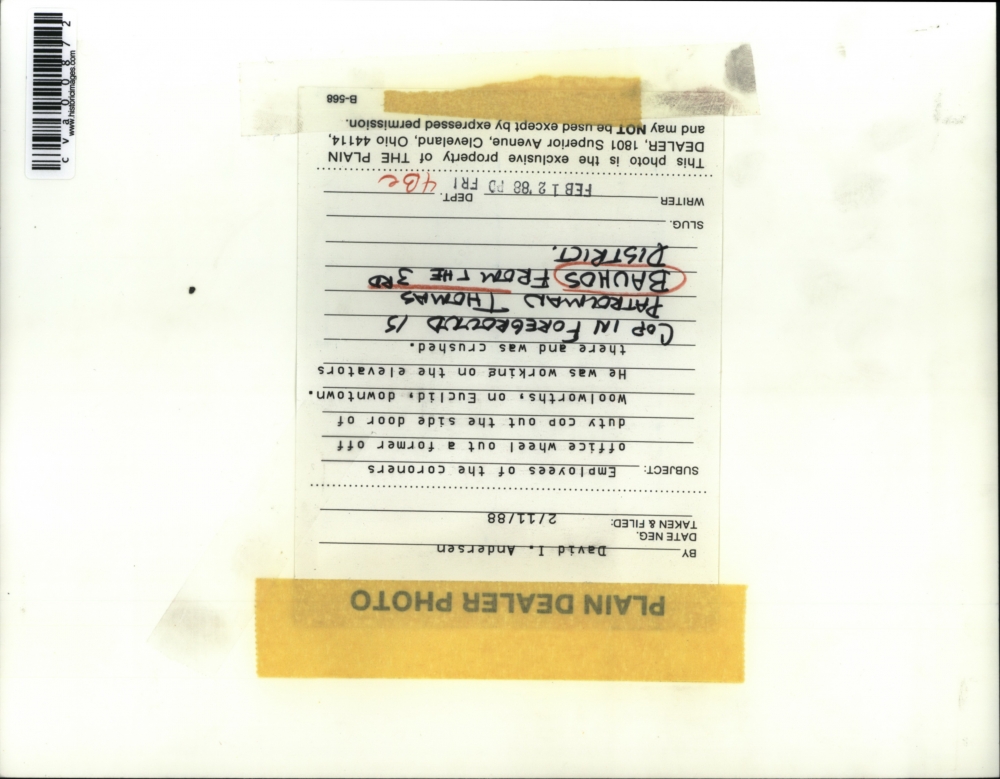 PLAIN DEALER PHOTO
BY David I. Andersen
DATE NEG.
TAKEN & FILED: 2/11/88
SUBJECT: Employees of the coroners
office wheel out a former off
duty cop out the side door of
Woolworths, on Euclid, downtown.
He was working on the elevators
there and was crushed.
COP IN FOREGROUND IS
PATROLMAN THOMAS
BAUHOS FROM THE 3RD
DISTRICT.
SLUG.
WRITER FEB 12 '88 FRI DEPT. 4Be
This photo is the exclusive property of THE PLAIN
DEALER, 1801 Superior Avenue, Cleveland, Ohio 44114,
and may NOT be used except by expressed permission.
B-568
cva00872
www.historicimages.com